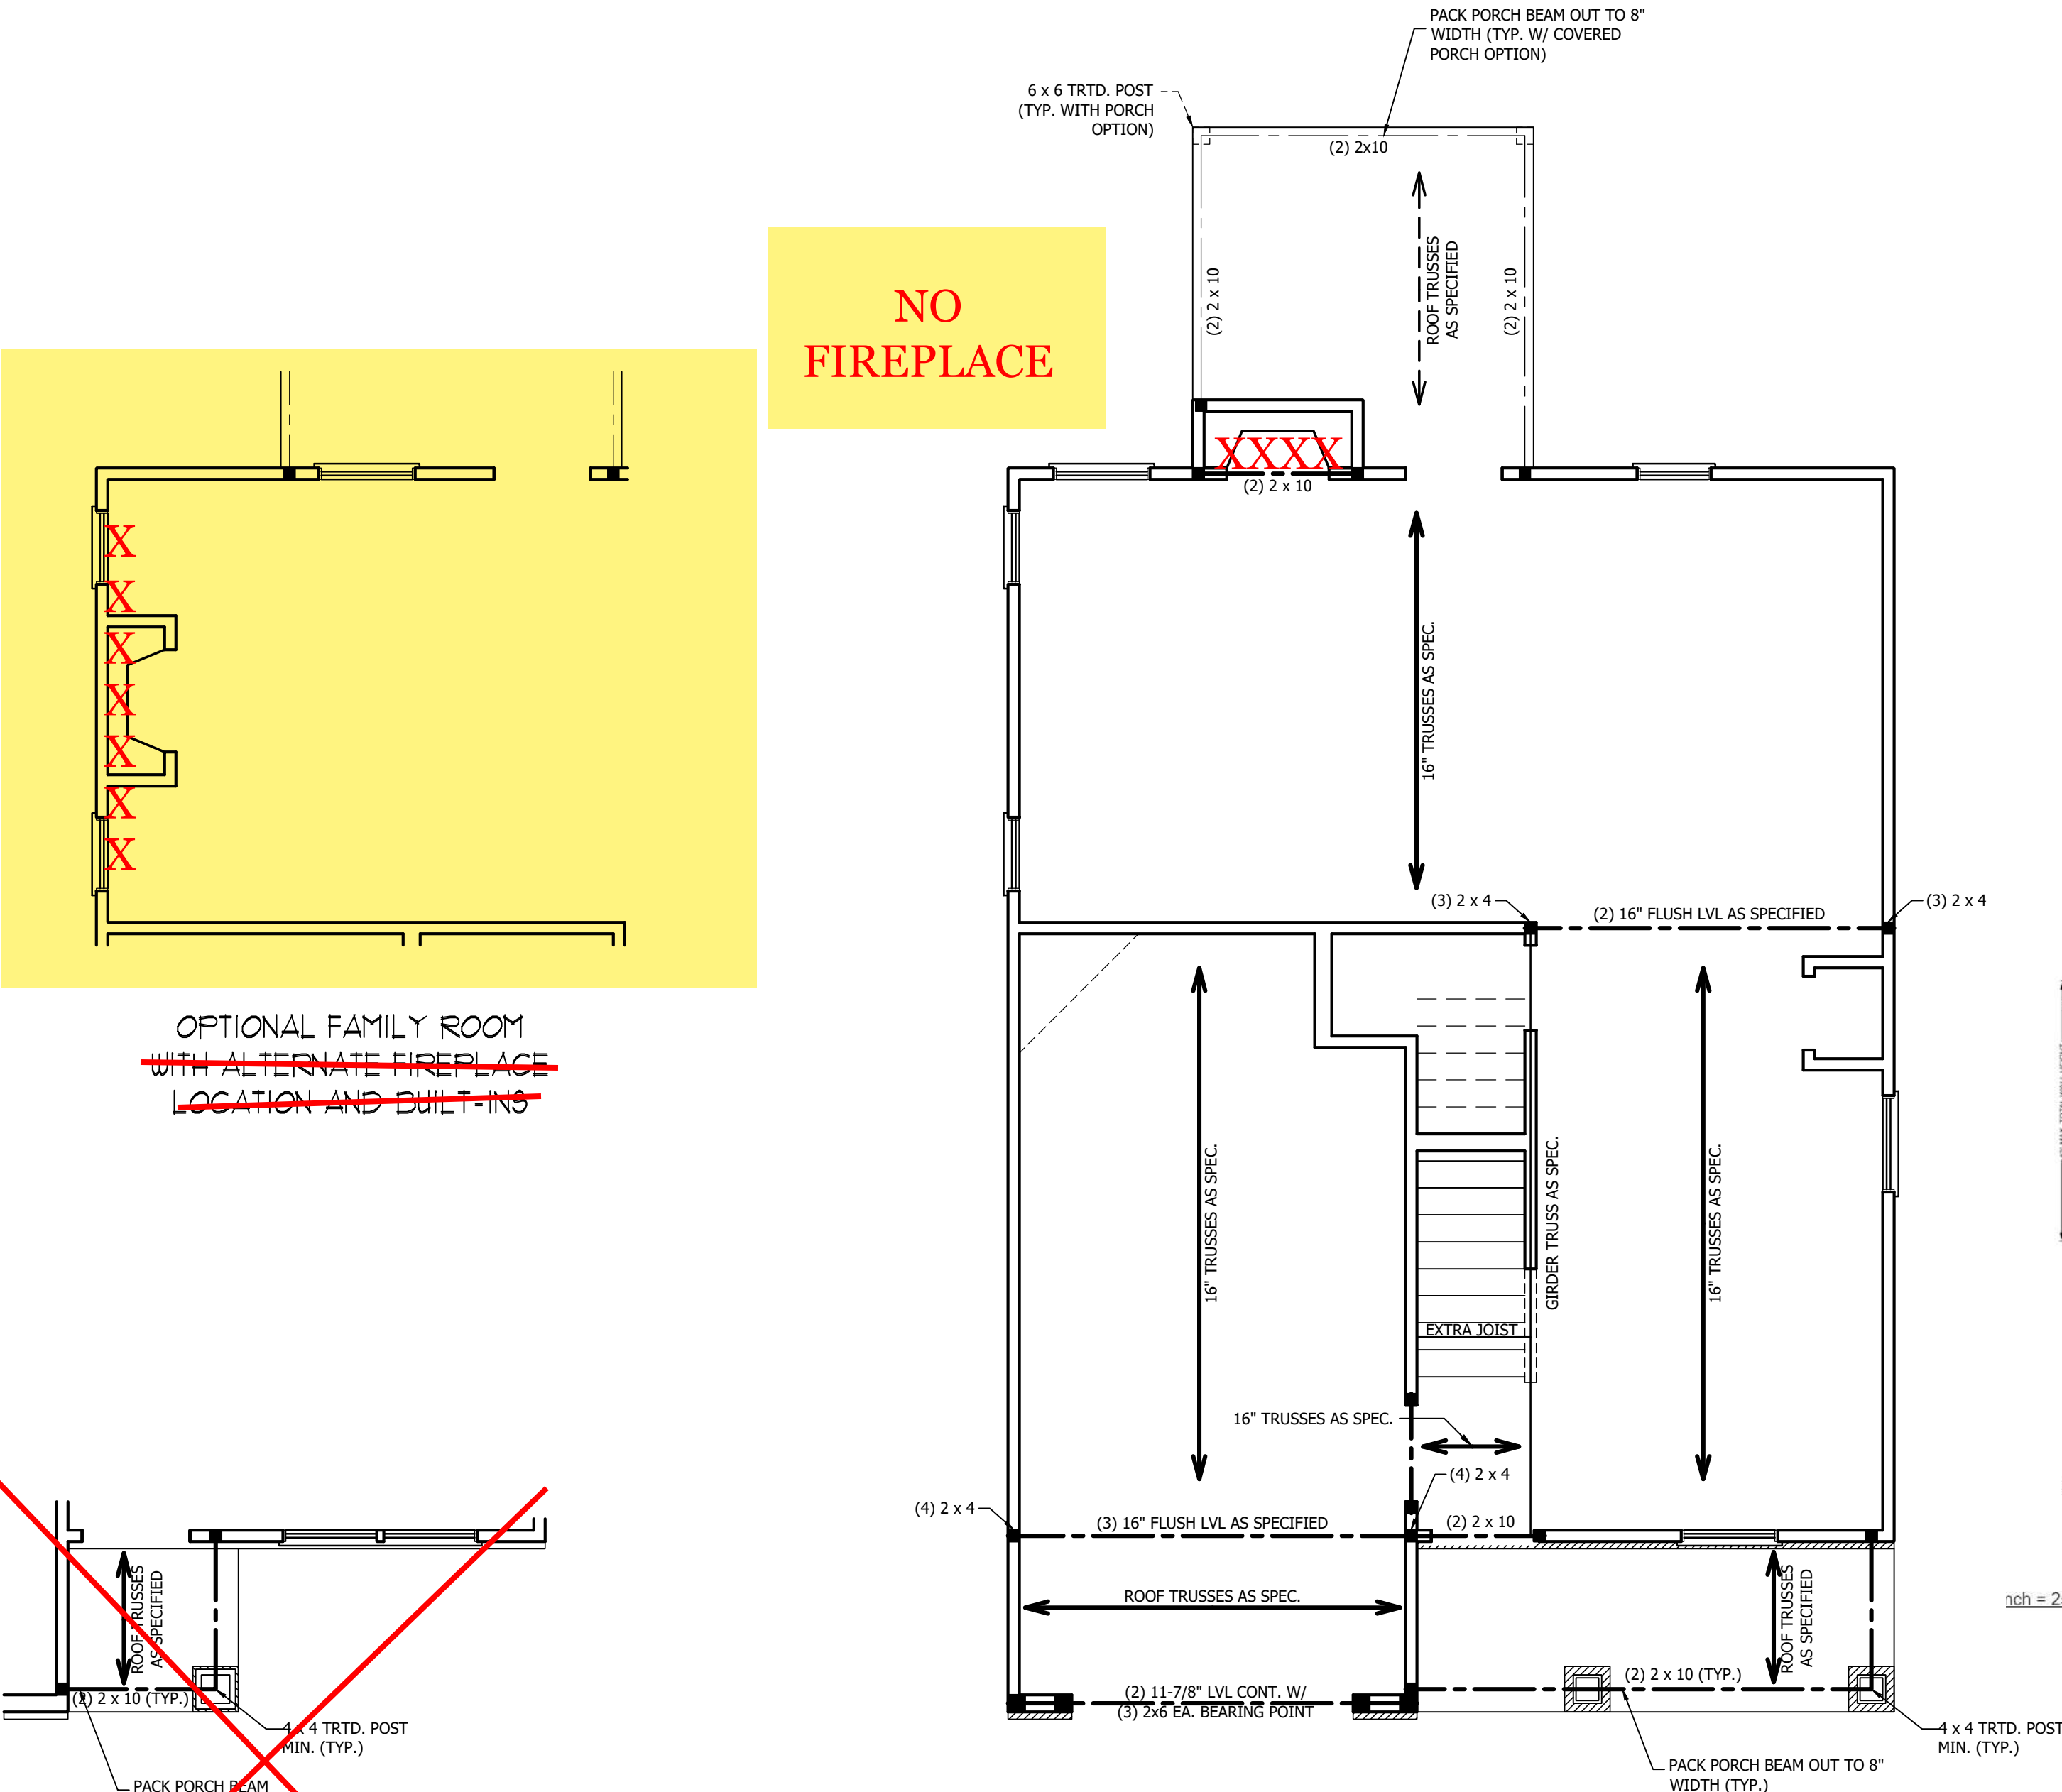 PACK PORCH BEAM OUT TO 8"
WIDTH (TYP. W/ COVERED
PORCH OPTION)
6 x 6 TRTD. POST
(TYP. WITH PORCH
OPTION)
(2) 2x10
(2) 2 x 10
ROOF TRUSSES
AS SPECIFIED
(2) 2 x 10
NO
FIREPLACE
XXXX
(2) 2 x 10
X
X
X
X
X
X
X
16" TRUSSES AS SPEC.
(3) 2 x 4
(2) 16" FLUSH LVL AS SPECIFIED
(3) 2 x 4
OPTIONAL FAMILY ROOM
WITH ALTERNATE FIREPLACE
LOCATION AND BUILT-INS
16" TRUSSES AS SPEC.
GIRDER TRUSS AS SPEC.
16" TRUSSES AS SPEC.
EXTRA JOIST
16" TRUSSES AS SPEC.
(4) 2 x 4
(4) 2 x 4
(3) 16" FLUSH LVL AS SPECIFIED
(2) 2 x 10
ROOF TRUSSES
AS SPECIFIED
ROOF TRUSSES AS SPEC.
ROOF TRUSSES
AS SPECIFIED
nch = 2
(2) 2 x 10 (TYP.)
(2) 11-7/8" LVL CONT. W/
(3) 2x6 EA. BEARING POINT
(2) 2 x 10 (TYP.)
4 x 4 TRTD. POST
MIN. (TYP.)
4 x 4 TRTD. POST
MIN. (TYP.)
PACK PORCH BEAM
PACK PORCH BEAM OUT TO 8"
WIDTH (TYP.)